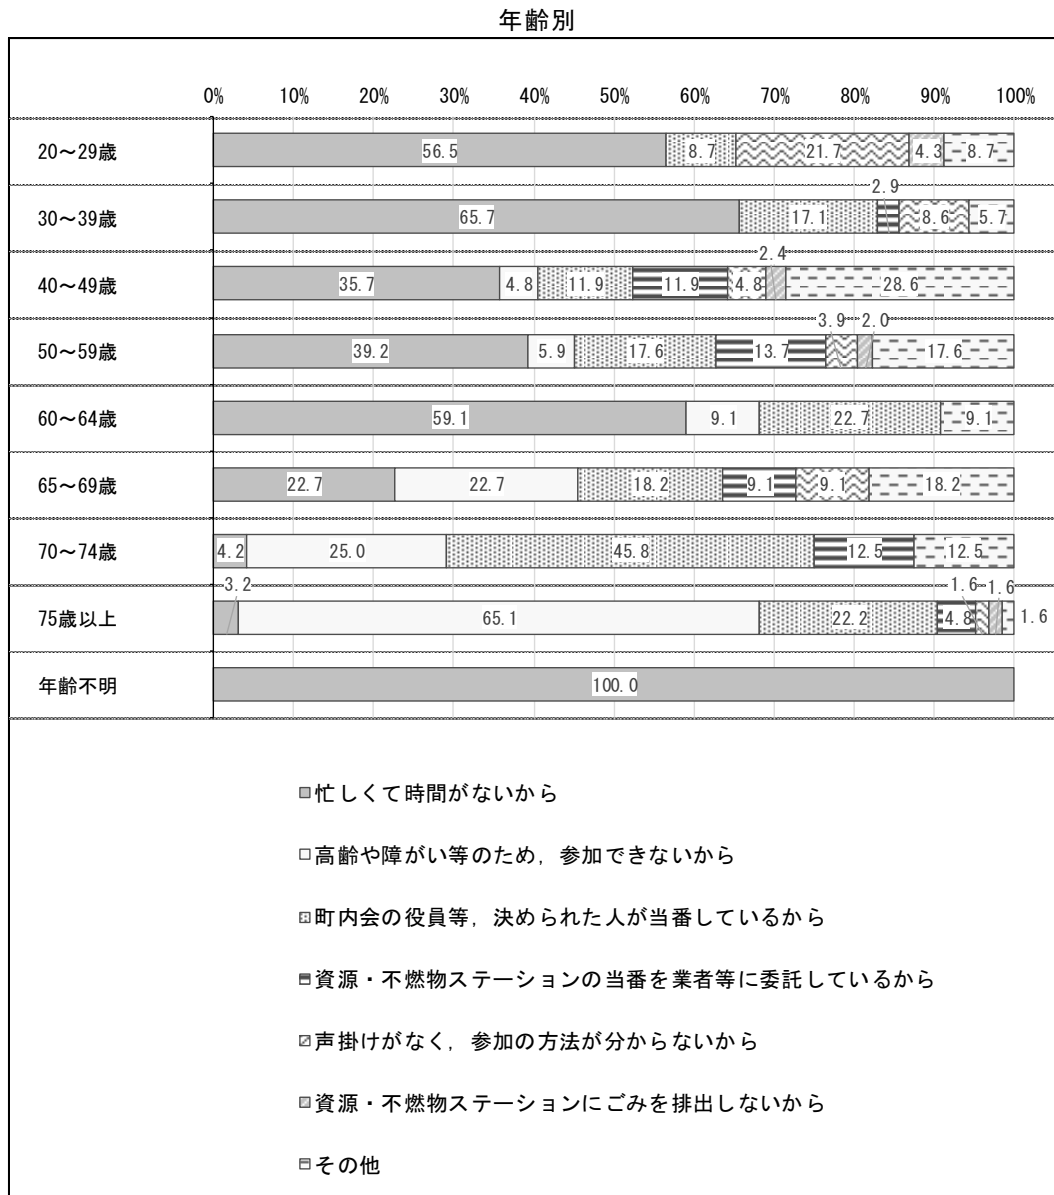 年齢別
0% 10% 20% 30% 40% 50% 60% 70% 80% 90% 100%
20～29歳 56.5 8.7 21.7 4.3 8.7
2.9
30～39歳 65.7 17.1 8.6 5.7
2.4
40～49歳 35.7 4.8 11.9 11.9 4.8 28.6
3.9 2.0
50～59歳 39.2 5.9 17.6 13.7 17.6
60～64歳 59.1 9.1 22.7 9.1
65～69歳 22.7 22.7 18.2 9.1 9.1 18.2
70～74歳 4.2 25.0 45.8 12.5 12.5
3.2 1.6 1.6
75歳以上 65.1 22.2 4.8 1.6
年齢不明 100.0
忙しくて時間がないから
高齢や障がい等のため，参加できないから
町内会の役員等，決められた人が当番しているから
資源・不燃物ステーションの当番を業者等に委託しているから
声掛けがなく，参加の方法が分からないから
資源・不燃物ステーションにごみを排出しないから
その他